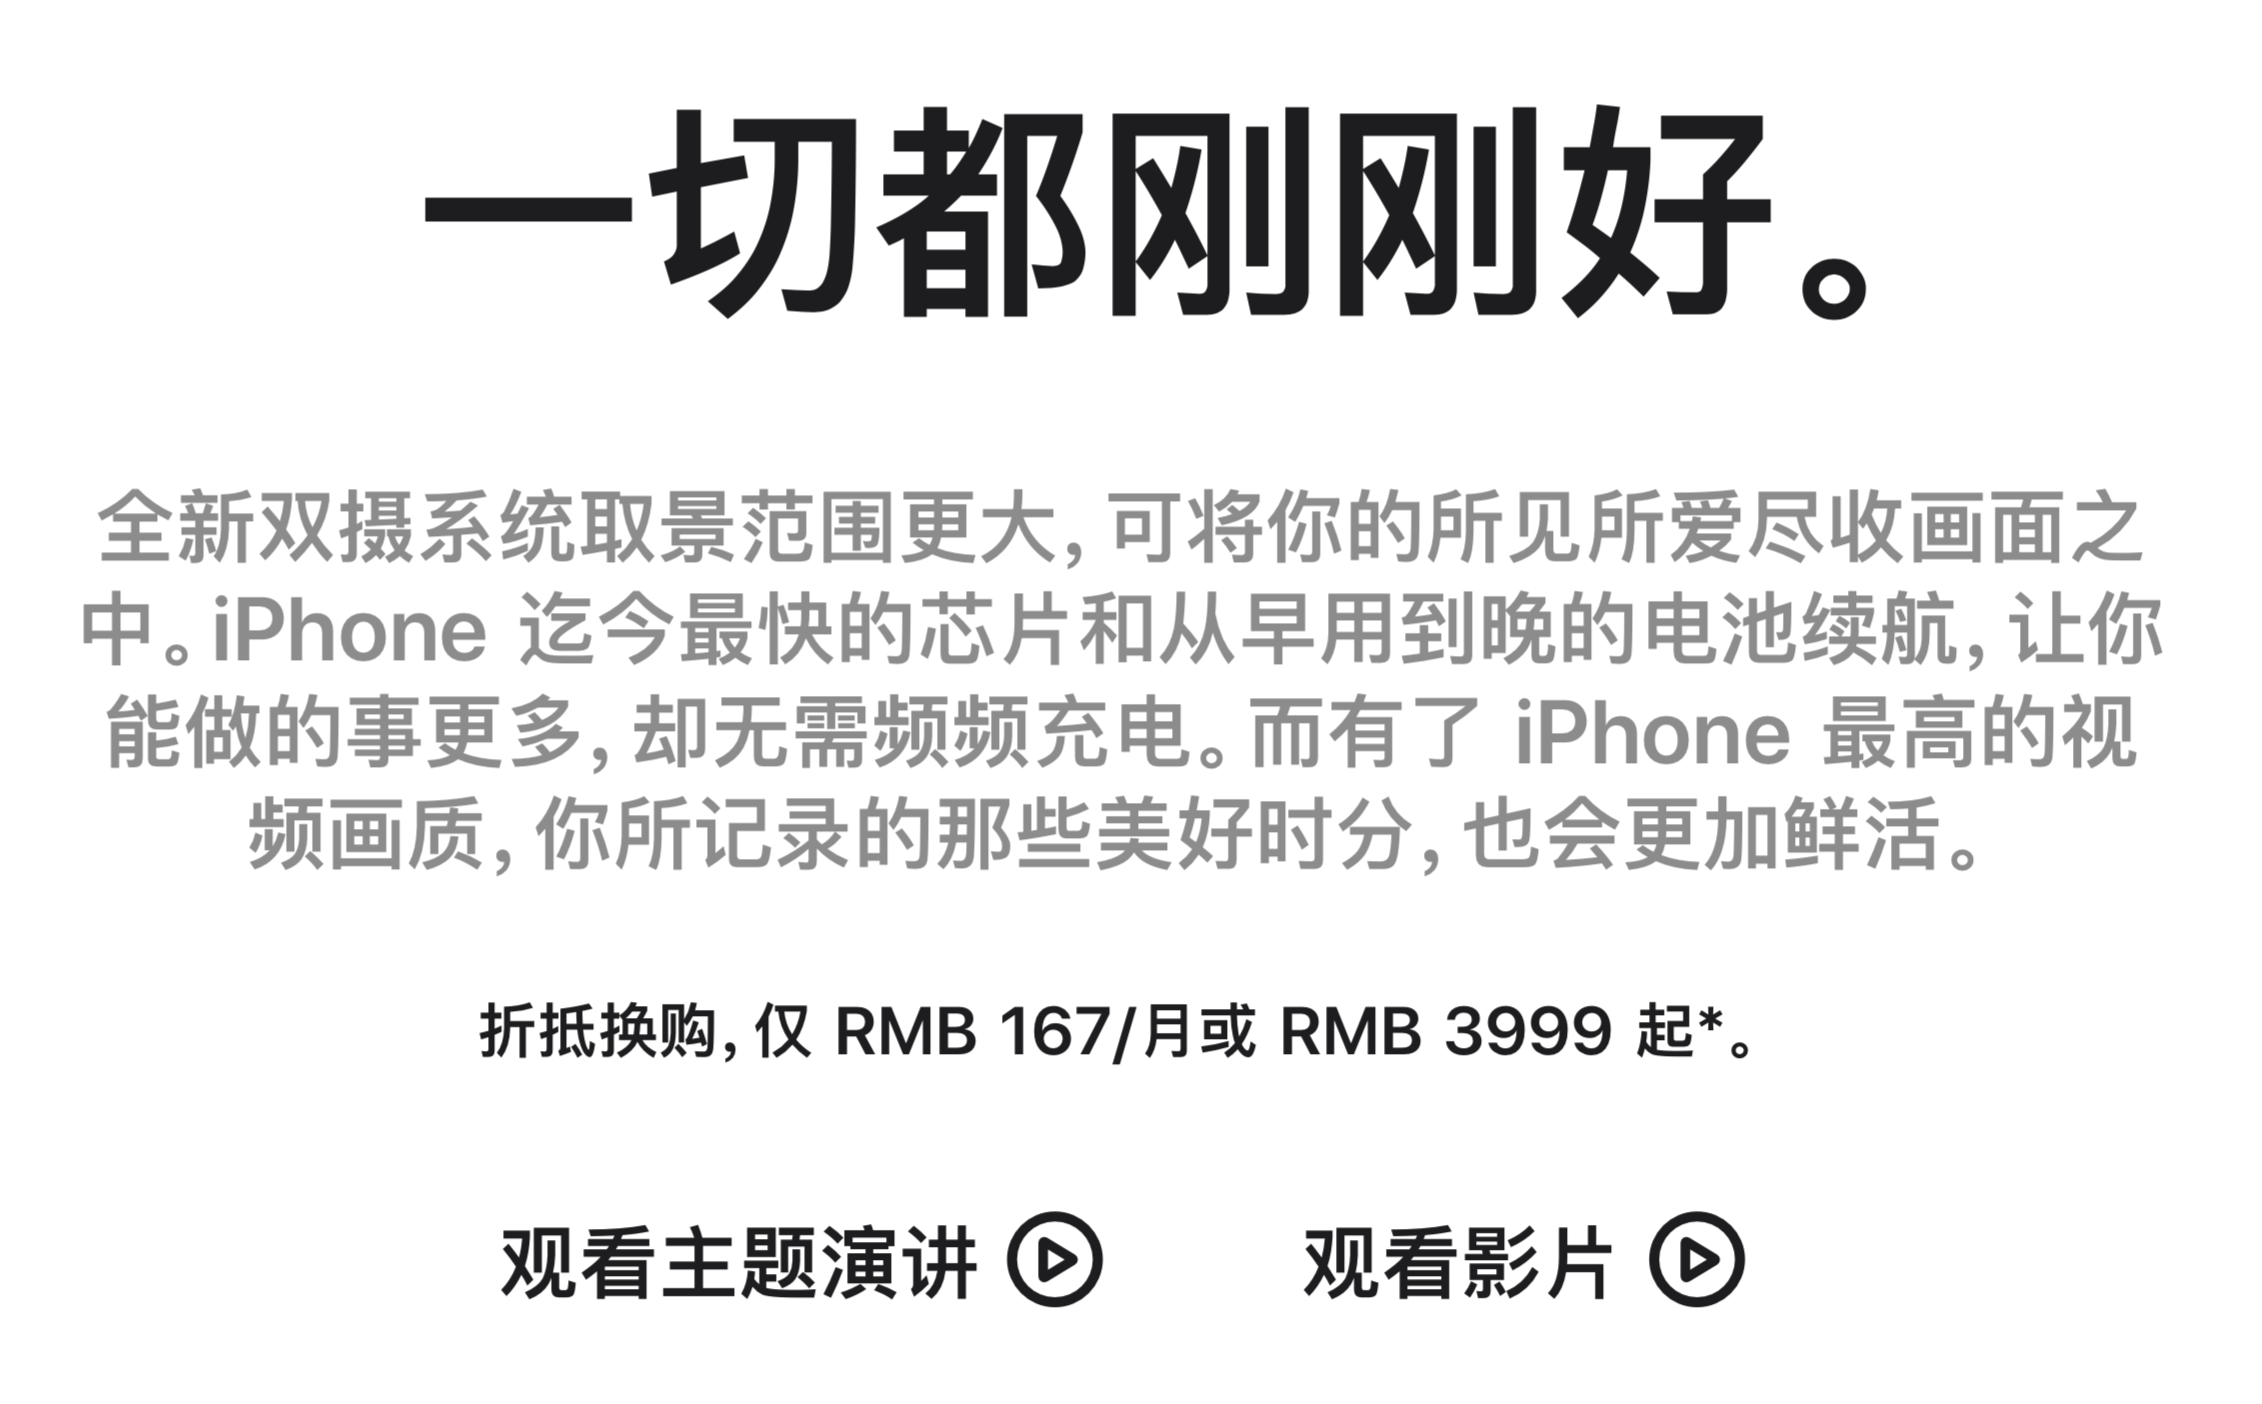 一切都刚刚好。
全新双摄系统取景范围更大，可将你的所见所爱尽收画面之
中。iPhone 迄今最快的芯片和从早用到晚的电池续航，让你
能做的事更多，却无需频频充电。而有了 iPhone 最高的视
频画质，你所记录的那些美好时分，也会更加鲜活。
折抵换购，仅 RMB 167/月或 RMB 3999 起*。
观看主题演讲 观看影片